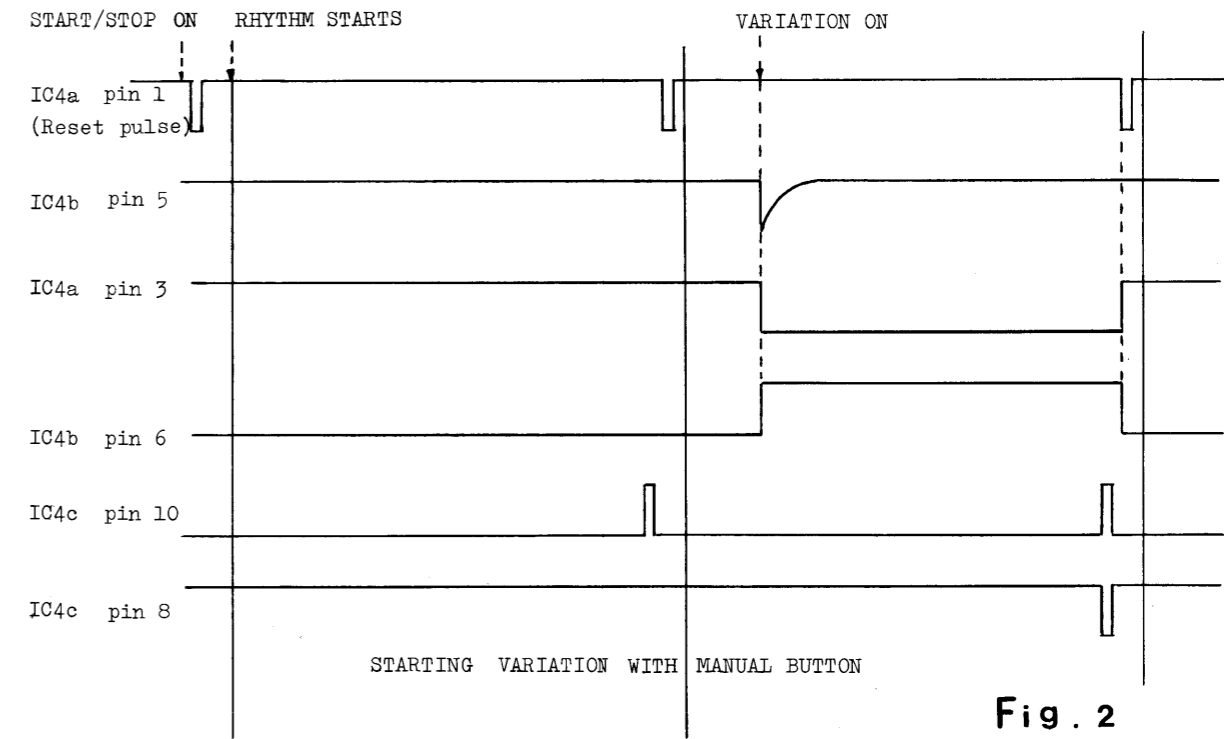 START/STOP ON RHYTHM STARTS VARIATION ON
IC4a pin 1
(Reset pulse)
IC4b pin 5
IC4a pin 3
IC4b pin 6
IC4c pin 10
IC4c pin 8
STARTING VARIATION WITH MANUAL BUTTON
Fig. 2